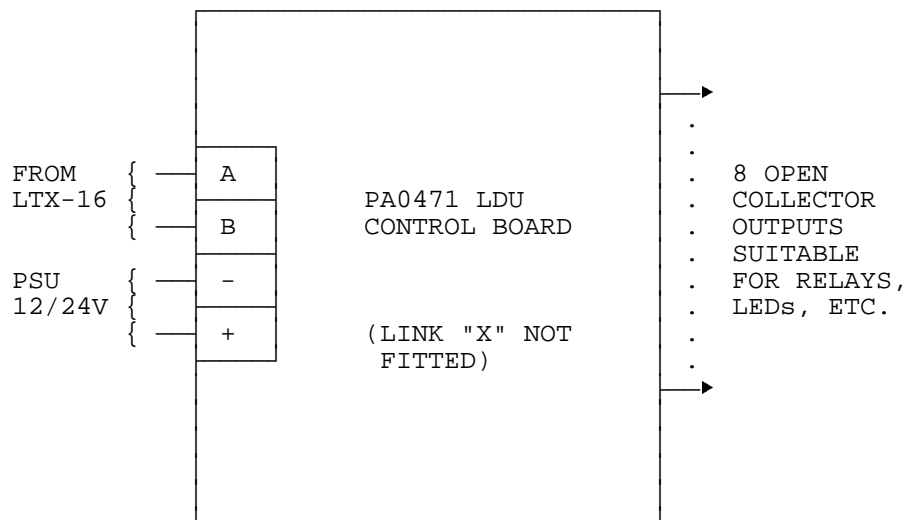 FROM
LTX-16
A
B
PSU
12/24V
-
+
PA0471 LDU
CONTROL BOARD
(LINK "X" NOT
FITTED)
8 OPEN
COLLECTOR
OUTPUTS
SUITABLE
FOR RELAYS,
LEDs, ETC.